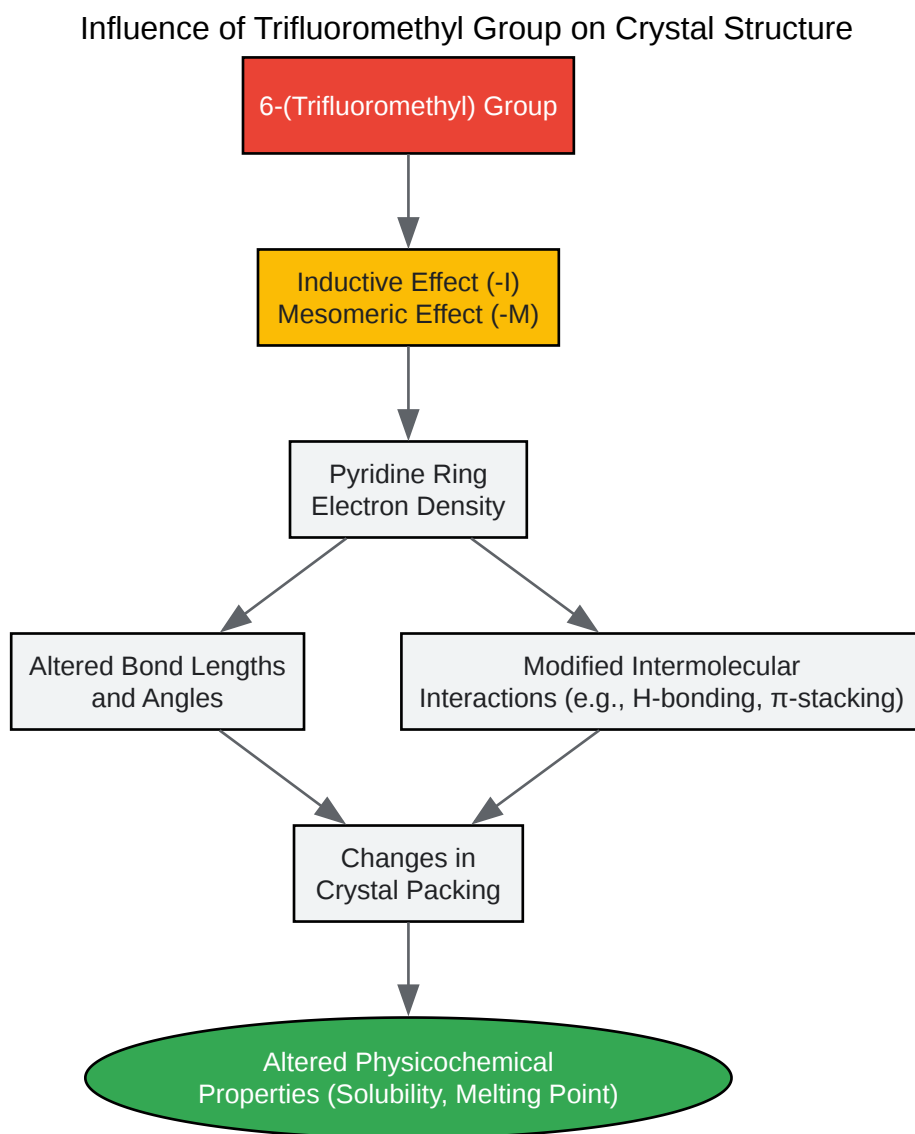 Influence of Trifluoromethyl Group on Crystal Structure
6-(Trifluoromethyl) Group
Inductive Effect (-I)
Mesomeric Effect (-M)
Pyridine Ring
Electron Density
Altered Bond Lengths
and Angles
Modified Intermolecular
Interactions (e.g., H-bonding, π-stacking)
Changes in
Crystal Packing
Altered Physicochemical
Properties (Solubility, Melting Point)